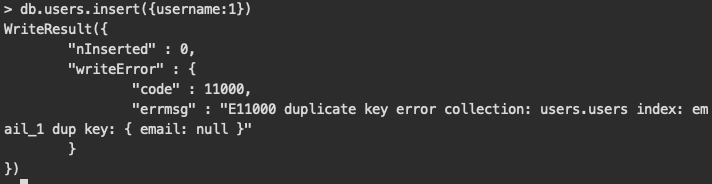 > db.users.insert({username:1})
WriteResult({
        "nInserted" : 0,
        "writeError" : {
                "code" : 11000,
                "errmsg" : "E11000 duplicate key error collection: users.users index: em
ail_1 dup key: { email: null }"
        }
})